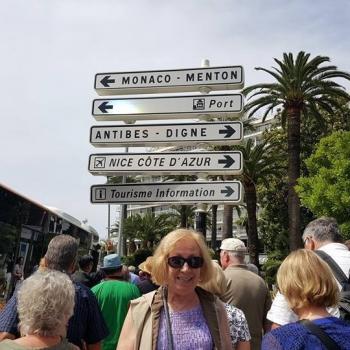 MONACO - MENTON
Port
ANTIBES - DIGNE
NICE CÔTE D'AZUR
i Tourisme Information